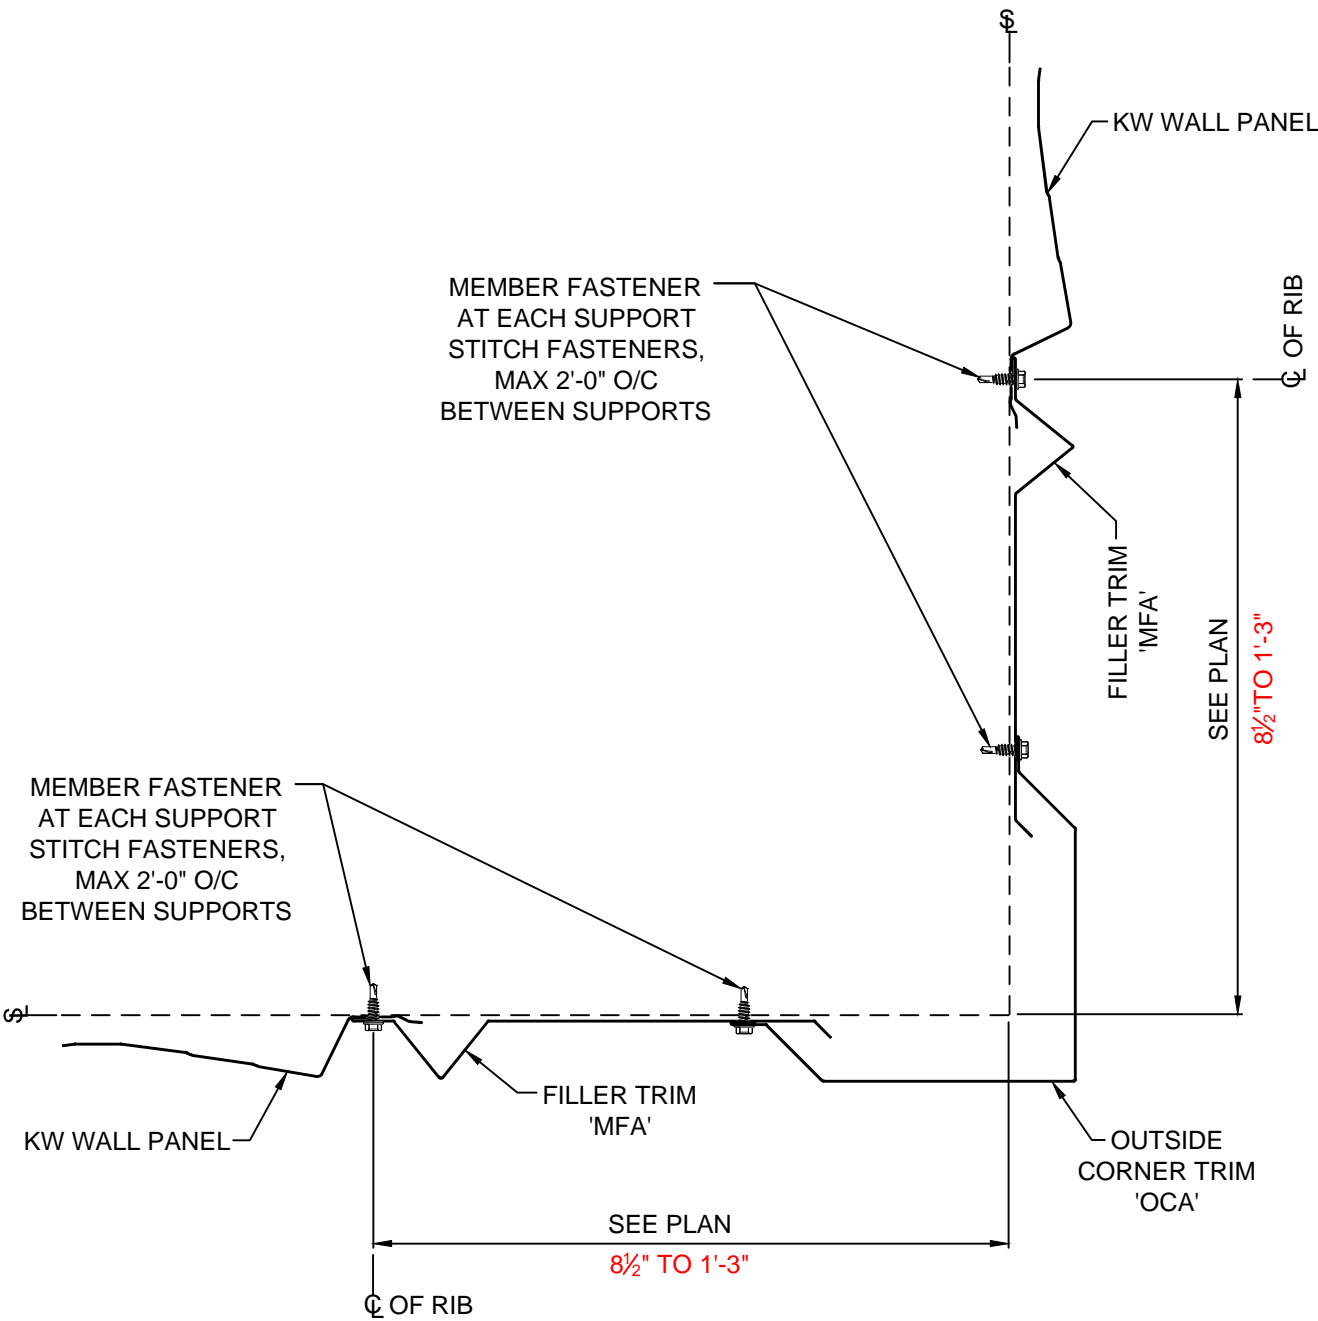 SL
KW WALL PANEL
MEMBER FASTENER
AT EACH SUPPORT
STITCH FASTENERS,
MAX 2'-0" O/C
BETWEEN SUPPORTS
℄ OF RIB
FILLER TRIM
'MFA'
SEE PLAN
8½"TO 1'-3"
MEMBER FASTENER
AT EACH SUPPORT
STITCH FASTENERS,
MAX 2'-0" O/C
BETWEEN SUPPORTS
SL
FILLER TRIM
'MFA'
KW WALL PANEL
OUTSIDE
CORNER TRIM
'OCA'
SEE PLAN
8½" TO 1'-3"
℄ OF RIB